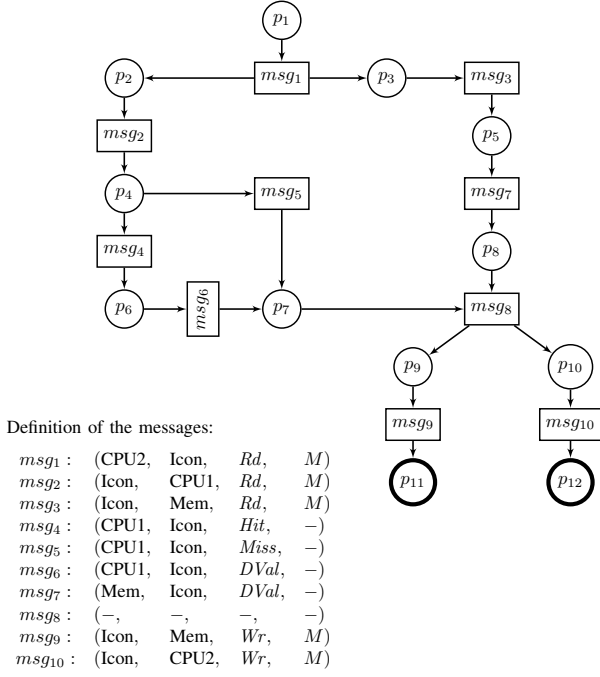 p1
p2 msg1 p3 msg3
msg2 p5
p4 msg5 msg7
msg4 p8
p6 msg6 p7 msg8
p9 p10
msg9 msg10
p11 p12
Definition of the messages:
msg1 : (CPU2, Icon, Rd, M)
msg2 : (Icon, CPU1, Rd, M)
msg3 : (Icon, Mem, Rd, M)
msg4 : (CPU1, Icon, Hit, −)
msg5 : (CPU1, Icon, Miss, −)
msg6 : (CPU1, Icon, DVal, −)
msg7 : (Mem, Icon, DVal, −)
msg8 : (−, −, −, −)
msg9 : (Icon, Mem, Wr, M)
msg10 : (Icon, CPU2, Wr, M)